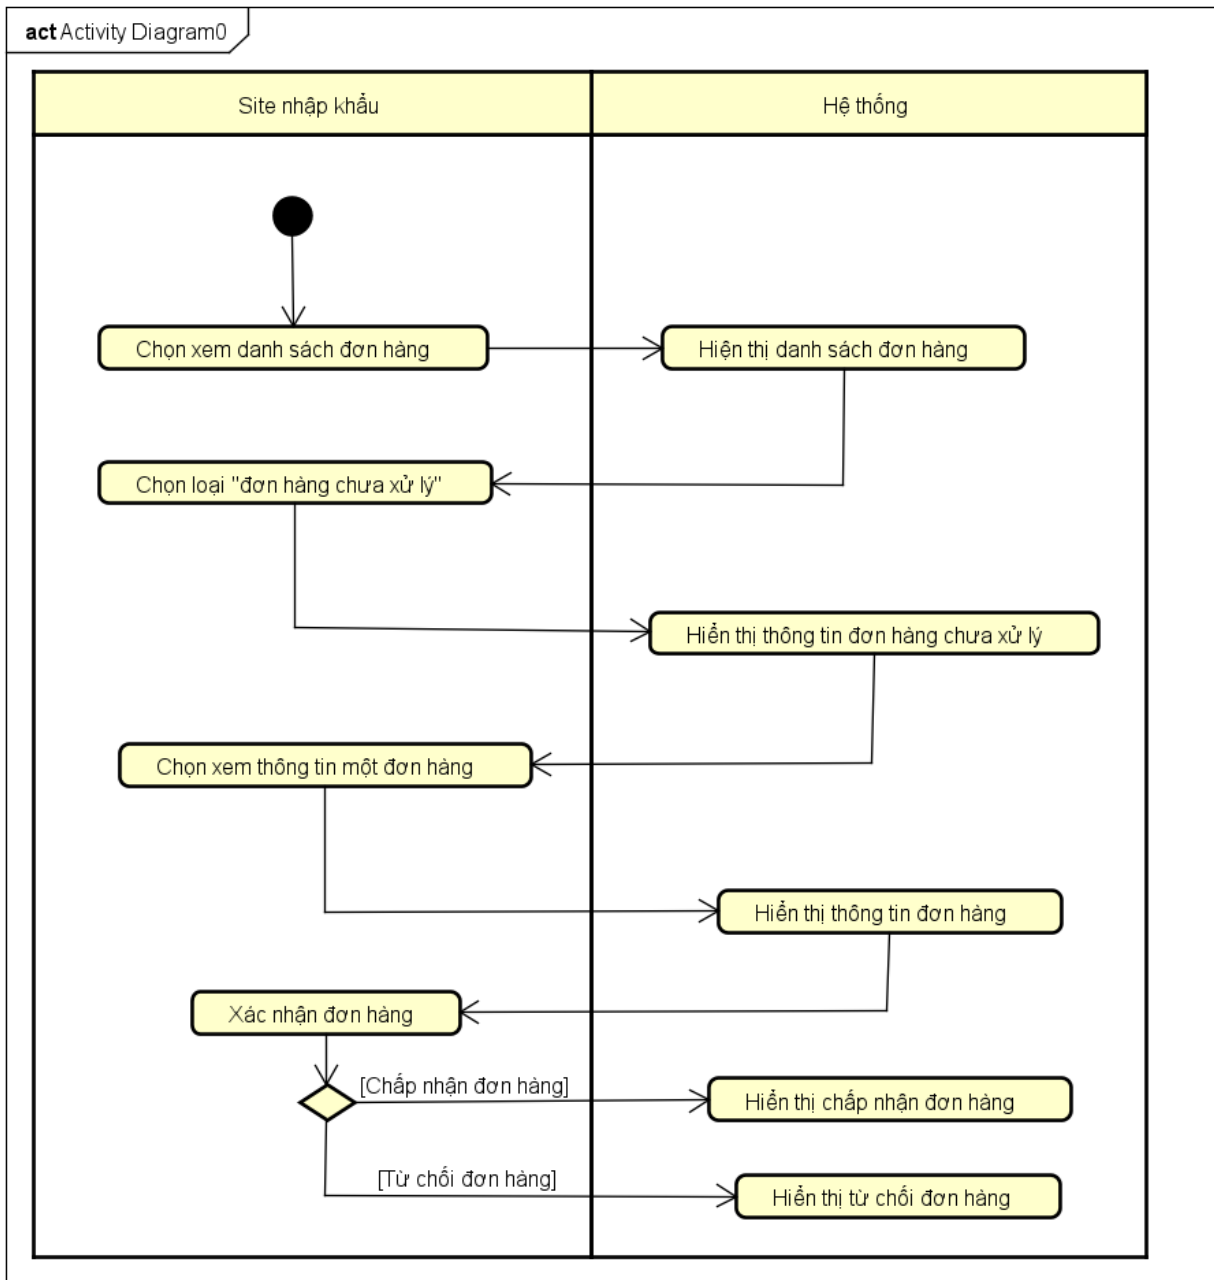 act Activity Diagram0
Site nhập khẩu
Hệ thống
Chọn xem danh sách đơn hàng
Hiện thị danh sách đơn hàng
Chọn loại "đơn hàng chưa xử lý"
Hiển thị thông tin đơn hàng chưa xử lý
Chọn xem thông tin một đơn hàng
Hiển thị thông tin đơn hàng
Xác nhận đơn hàng
[Chấp nhận đơn hàng]
Hiển thị chấp nhận đơn hàng
[Từ chối đơn hàng]
Hiển thị từ chối đơn hàng